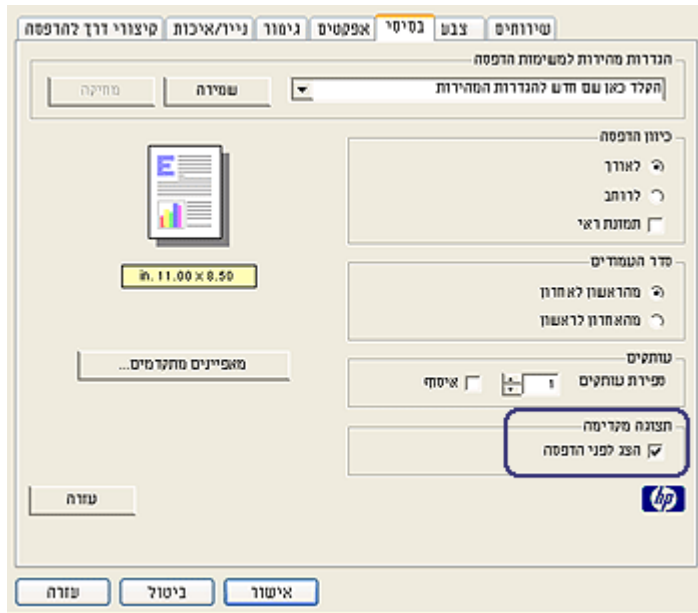 שירותים צבע בסיסי אפקטים גימור נייר/איכות קיצורי דרך להדפסה
הגדרות מהירות למשימות הדפסה
הקלד כאן שם חדש להגדרות המהירות שמירה מחיקה
כיוון הדפסה
לאורך
לרוחב
תמונת ראי
E
in. 11.00 × 8.50
סדר העמודים
מהראשון לאחרון
מהאחרון לראשון
מאפיינים מתקדמים...
עותקים
ספירת עותקים 1 איסוף
תצוגה מקדימה
הצג לפני הדפסה
hp
עזרה
אישור ביטול עזרה